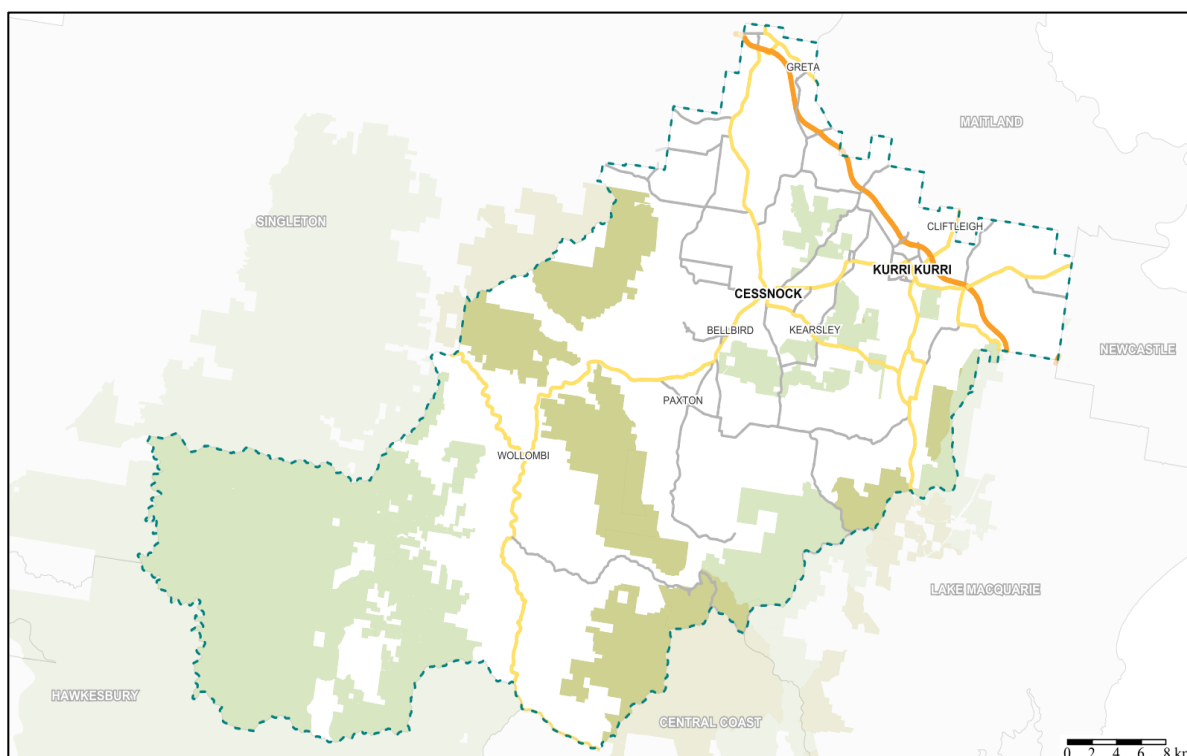 GRETA
MAITLAND
SINGLETON
CLIFTLEIGH
KURRI KURRI
CESSNOCK
BELLBIRD
KEARSLEY
NEWCASTLE
PAXTON
WOLLOMBI
LAKE MACQUARIE
HAWKESBURY
CENTRAL COAST
0 2 4 6 8 km